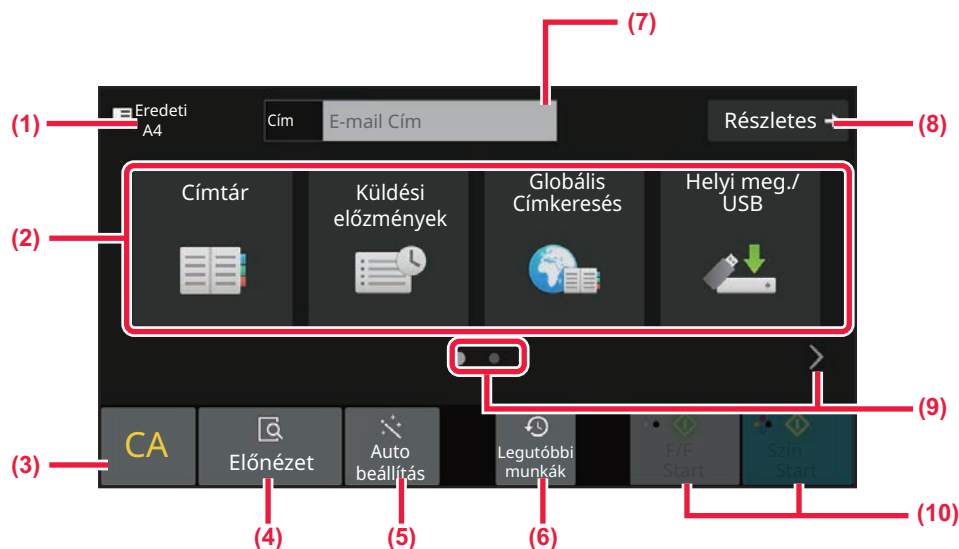 (7)
(1)
Eredeti
A4
Cím
E-mail Cím
Részletes
(8)
(2)
Címtár
Küldési
előzmények
Globális
Címkeresés
Helyi meg./
USB
(9)
(3)
CA
Előnézet
Auto
beállítás
Legutóbbi
munkák
F/F
Start
Szín
Start
(4)
(5)
(6)
(10)